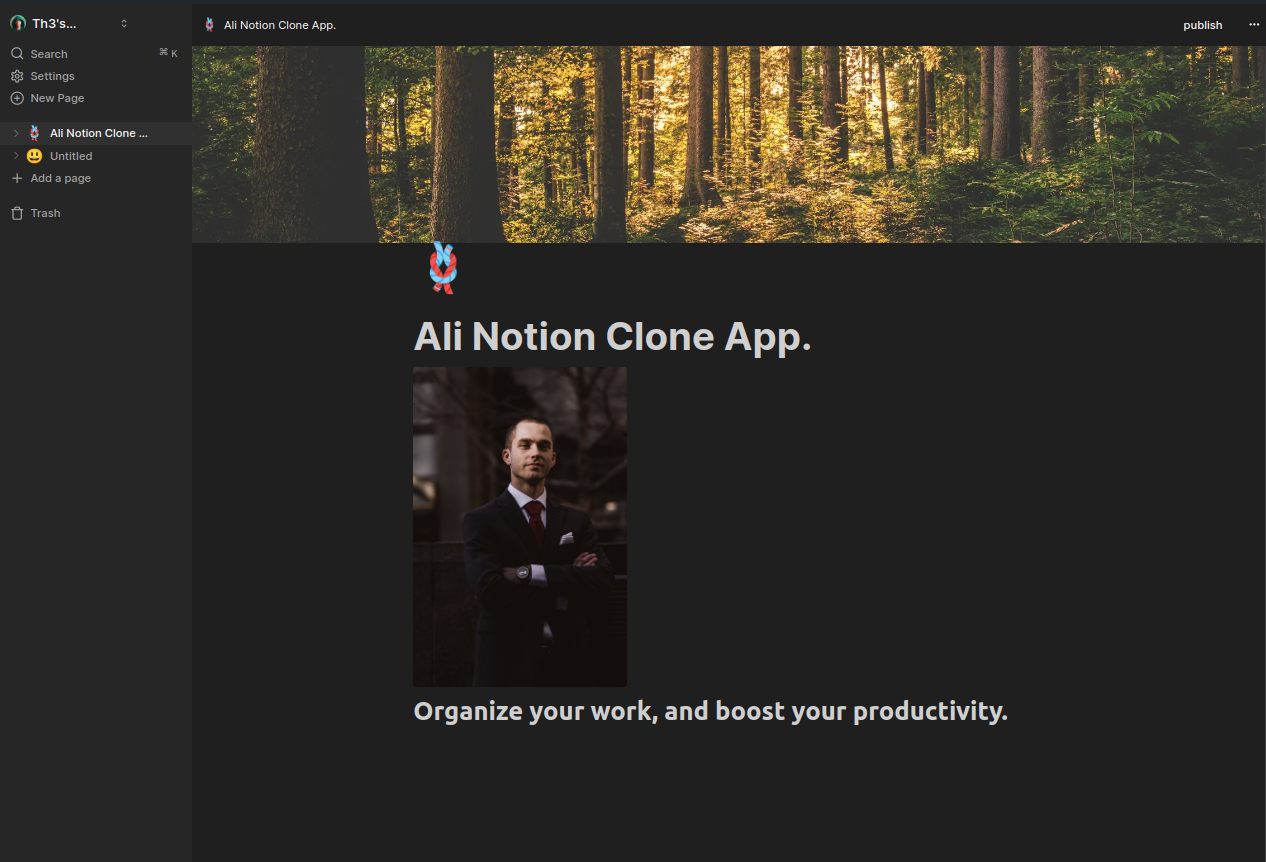 Th3's...
Search ⌘ K
Settings
New Page
Ali Notion Clone ...
Untitled
Add a page
Trash
Ali Notion Clone App.
publish
Ali Notion Clone App.
Organize your work, and boost your productivity.